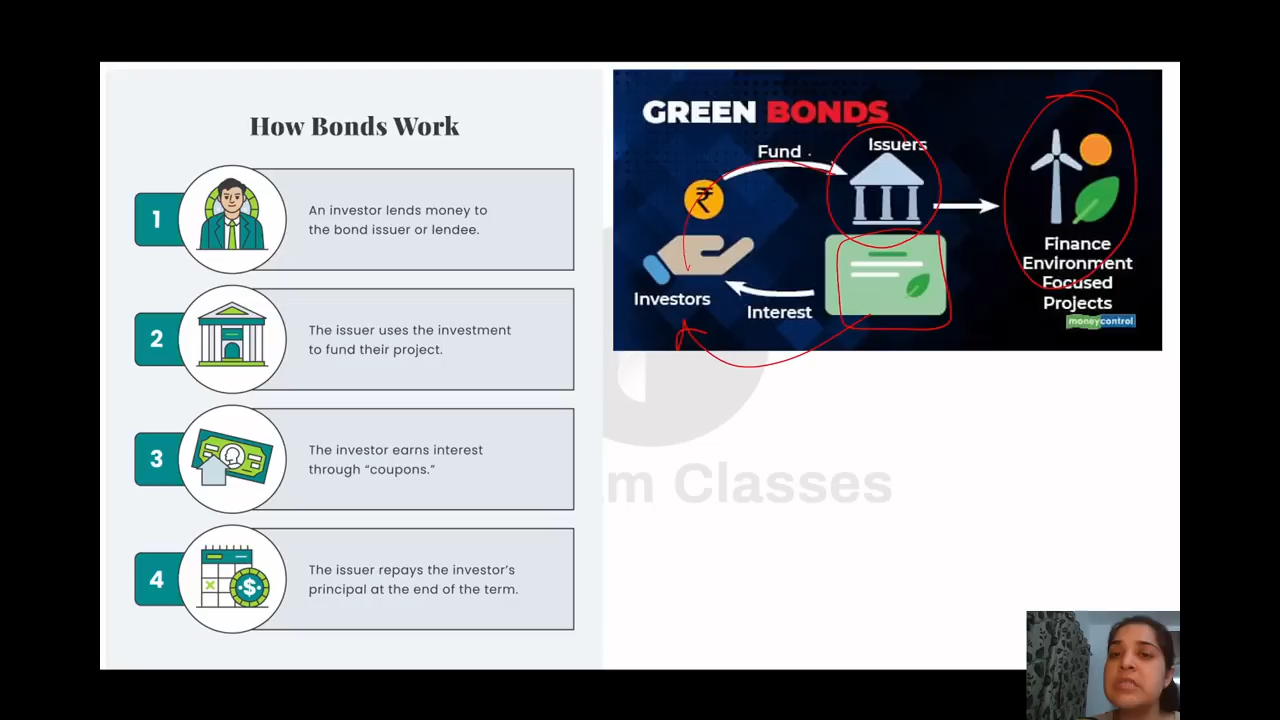 How Bonds Work
1
An investor lends money to
the bond issuer or lendee.
2
The issuer uses the investment
to fund their project.
3
The investor earns interest
through “coupons.”
4
The issuer repays the investor’s
principal at the end of the term.
GREEN BONDS
Fund
Issuers
₹
Investors
Interest
Finance
Environment
Focused
Projects
moneycontrol
Classes